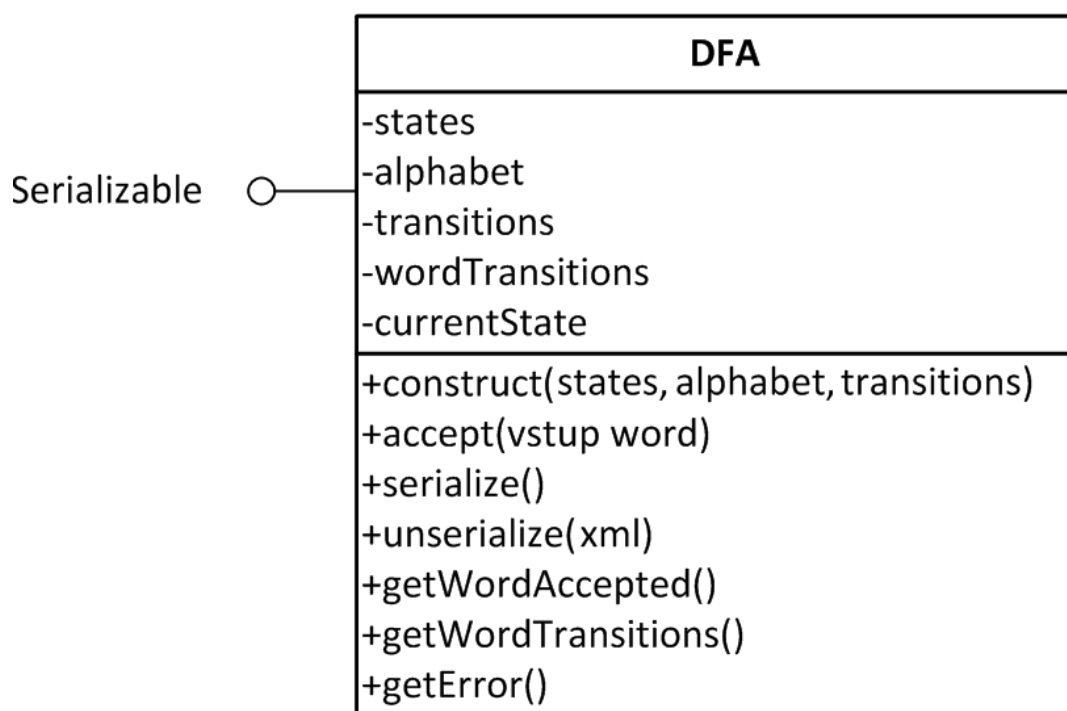 DFA
-states
-alphabet
Serializable
-transitions
-wordTransitions
-currentState
+construct(states, alphabet, transitions)
+accept(vstup word)
+serialize()
+unserialize(xml)
+getWordAccepted()
+getWordTransitions()
+getError()